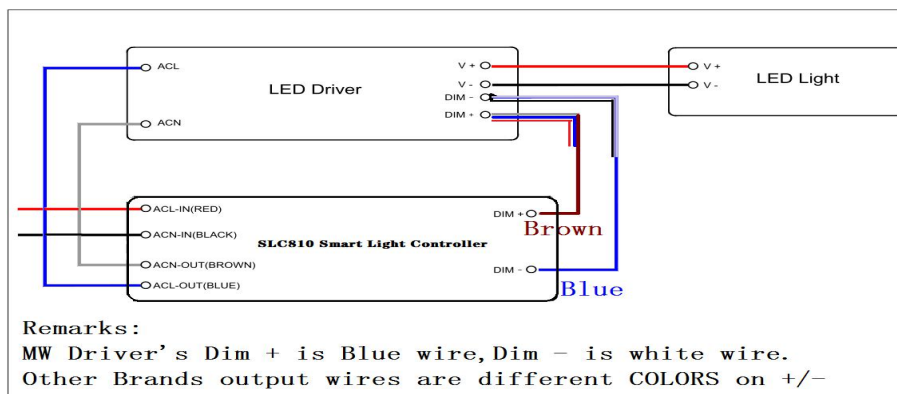 ACL
LED Driver
ACN
V +
V -
DIM -
DIM +
V +
V -
LED Light
ACL-IN(RED)
ACN-IN(BLACK)
ACN-OUT(BROWN)
ACL-OUT(BLUE)
SLC810 Smart Light Controller
DIM +
Brown
DIM -
Blue
Remarks:
MW Driver's Dim + is Blue wire,Dim - is white wire.
Other Brands output wires are different COLORS on +/-